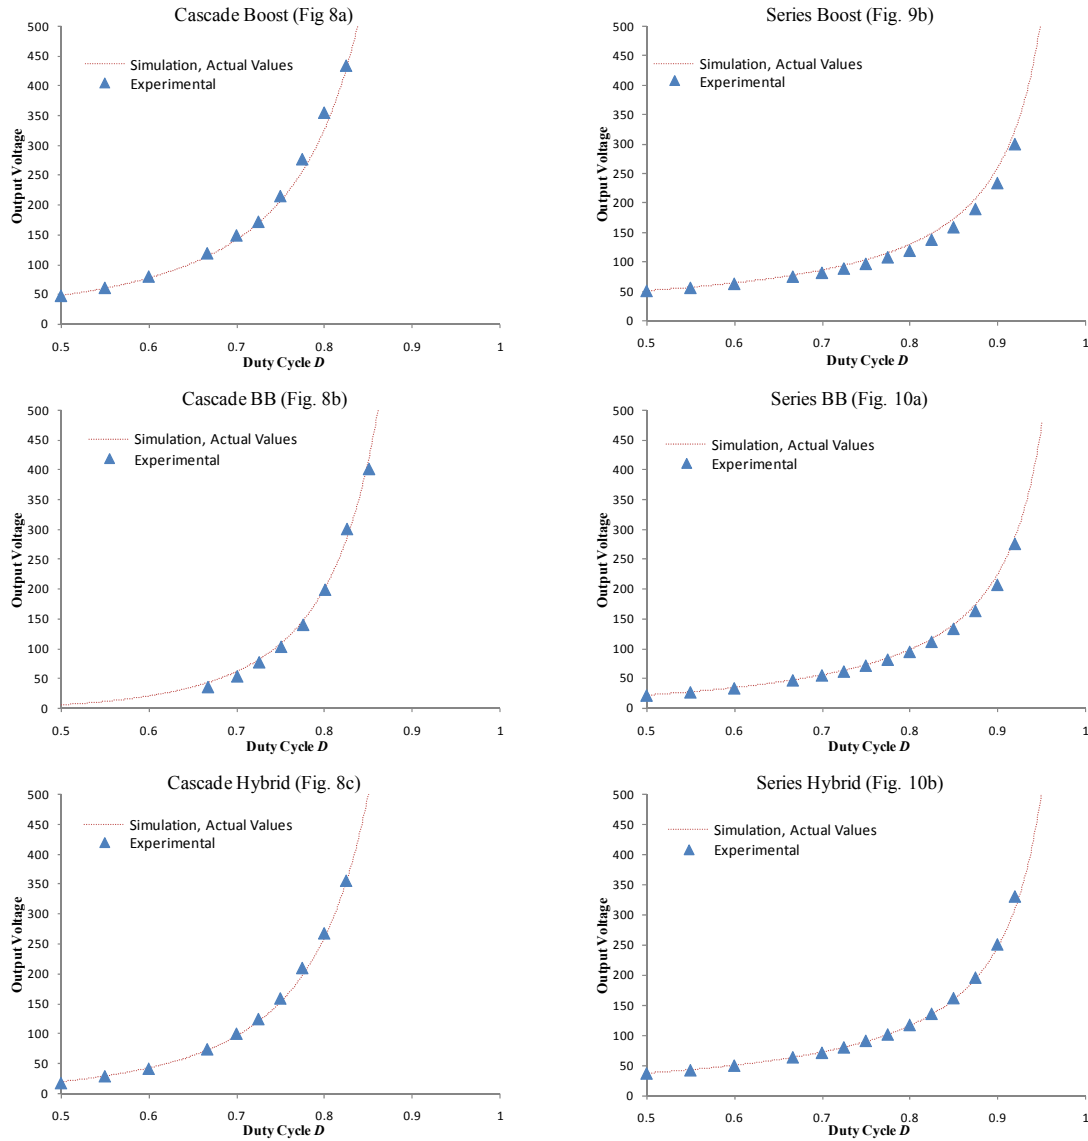 Cascade Boost (Fig 8a)
500
450
400
350
300
250
200
150
100
50
0
Output Voltage
Simulation, Actual Values
Experimental
0.5 0.6 0.7 0.8 0.9 1
Duty Cycle D
Series Boost (Fig. 9b)
500
450
400
350
300
250
200
150
100
50
0
Output Voltage
Simulation, Actual Values
Experimental
0.5 0.6 0.7 0.8 0.9 1
Duty Cycle D
Cascade BB (Fig. 8b)
500
450
400
350
300
250
200
150
100
50
0
Output Voltage
Simulation, Actual Values
Experimental
0.5 0.6 0.7 0.8 0.9 1
Duty Cycle D
Series BB (Fig. 10a)
500
450
400
350
300
250
200
150
100
50
0
Output Voltage
Simulation, Actual Values
Experimental
0.5 0.6 0.7 0.8 0.9 1
Duty Cycle D
Cascade Hybrid (Fig. 8c)
500
450
400
350
300
250
200
150
100
50
0
Output Voltage
Simulation, Actual Values
Experimental
0.5 0.6 0.7 0.8 0.9 1
Duty Cycle D
Series Hybrid (Fig. 10b)
500
450
400
350
300
250
200
150
100
50
0
Output Voltage
Simulation, Actual Values
Experimental
0.5 0.6 0.7 0.8 0.9 1
Duty Cycle D